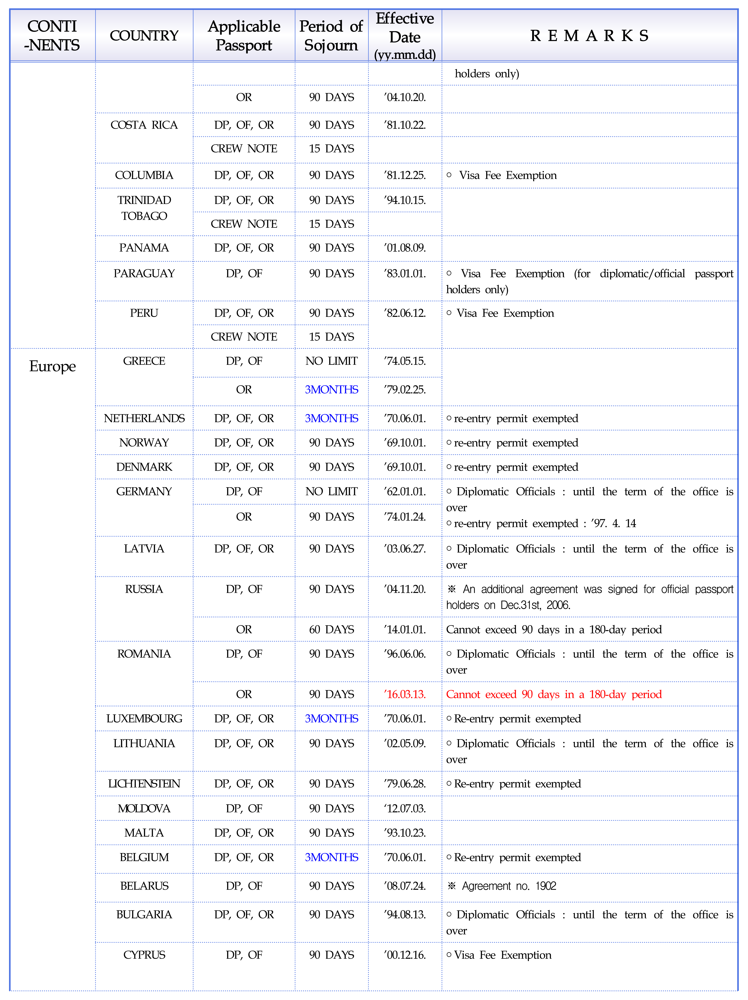 CONTI
-NENTS
COUNTRY
Applicable
Passport
Period of
Sojourn
Effective
Date
(yy.mm.dd)
R E M A R K S
holders only)
OR 90 DAYS ’04.10.20.
COSTA RICA DP, OF, OR 90 DAYS ’81.10.22.
CREW NOTE 15 DAYS
COLUMBIA DP, OF, OR 90 DAYS ’81.12.25. ○ Visa Fee Exemption
TRINIDAD
TOBAGO
DP, OF, OR 90 DAYS ’94.10.15.
CREW NOTE 15 DAYS
PANAMA DP, OF, OR 90 DAYS ’01.08.09.
PARAGUAY DP, OF 90 DAYS ’83.01.01. ○ Visa Fee Exemption (for diplomatic/official passport
holders only)
PERU DP, OF, OR 90 DAYS ’82.06.12. ○ Visa Fee Exemption
CREW NOTE 15 DAYS
Europe
GREECE DP, OF NO LIMIT ’74.05.15.
OR 3MONTHS ’79.02.25.
NETHERLANDS DP, OF, OR 3MONTHS ’70.06.01. ○ re-entry permit exempted
NORWAY DP, OF, OR 90 DAYS ’69.10.01. ○ re-entry permit exempted
DENMARK DP, OF, OR 90 DAYS ’69.10.01. ○ re-entry permit exempted
GERMANY DP, OF NO LIMIT ’62.01.01. ○ Diplomatic Officials : until the term of the office is
over
OR 90 DAYS ’74.01.24.
○ re-entry permit exempted : ’97. 4. 14
LATVIA DP, OF, OR 90 DAYS ’03.06.27. ○ Diplomatic Officials : until the term of the office is
over
RUSSIA DP, OF 90 DAYS ’04.11.20. ※ An additional agreement was signed for official passport
holders on Dec.31st, 2006.
OR 60 DAYS ’14.01.01. Cannot exceed 90 days in a 180-day period
ROMANIA DP, OF 90 DAYS ’96.06.06. ○ Diplomatic Officials : until the term of the office is
over
OR 90 DAYS ’16.03.13. Cannot exceed 90 days in a 180-day period
LUXEMBOURG DP, OF, OR 3MONTHS ’70.06.01. ○ Re-entry permit exempted
LITHUANIA DP, OF, OR 90 DAYS ’02.05.09. ○ Diplomatic Officials : until the term of the office is
over
LICHTENSTEIN DP, OF, OR 90 DAYS ’79.06.28. ○ Re-entry permit exempted
MOLDOVA DP, OF 90 DAYS ‘12.07.03.
MALTA DP, OF, OR 90 DAYS ’93.10.23.
BELGIUM DP, OF, OR 3MONTHS ’70.06.01. ○ Re-entry permit exempted
BELARUS DP, OF 90 DAYS ’08.07.24. ※ Agreement no. 1902
BULGARIA DP, OF, OR 90 DAYS ’94.08.13. ○ Diplomatic Officials : until the term of the office is
over
CYPRUS DP, OF 90 DAYS ’00.12.16. ○ Visa Fee Exemption